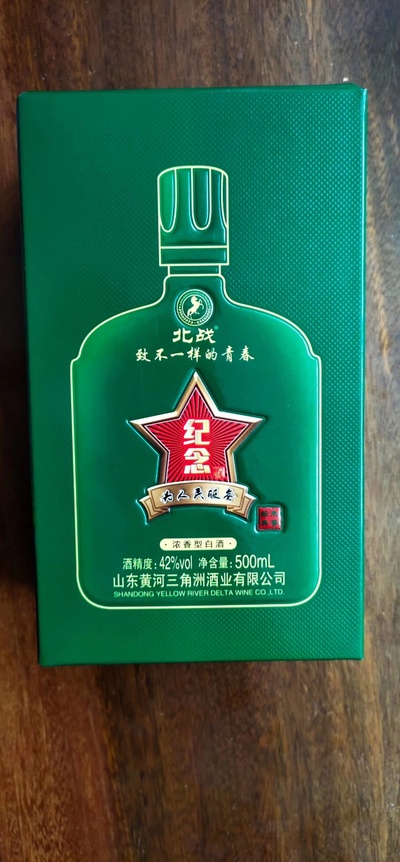 北战®
致不一样的青春
纪
念
为人民服务
·浓香型白酒·
酒精度：42%vol 净含量：500mL
山东黄河三角洲酒业有限公司
SHANDONG YELLOW RIVER DELTA WINE CO.,LTD.